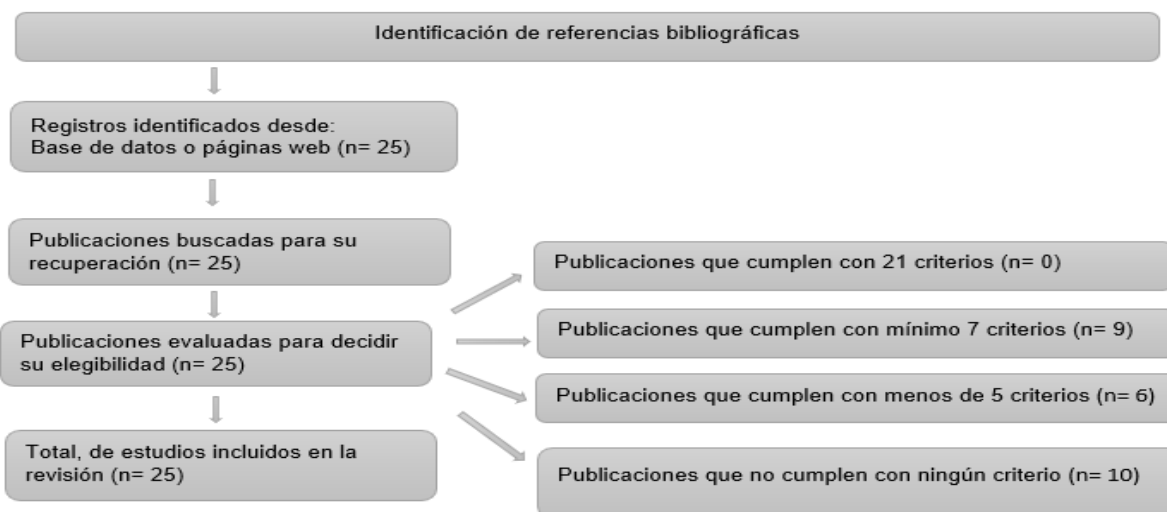 Identificación de referencias bibliográficas
Registros identificados desde:
Base de datos o páginas web (n= 25)
Publicaciones buscadas para su
recuperación (n= 25)
Publicaciones evaluadas para decidir
su elegibilidad (n= 25)
Total, de estudios incluidos en la
revisión (n= 25)
Publicaciones que cumplen con 21 criterios (n= 0)
Publicaciones que cumplen con mínimo 7 criterios (n= 9)
Publicaciones que cumplen con menos de 5 criterios (n= 6)
Publicaciones que no cumplen con ningún criterio (n= 10)